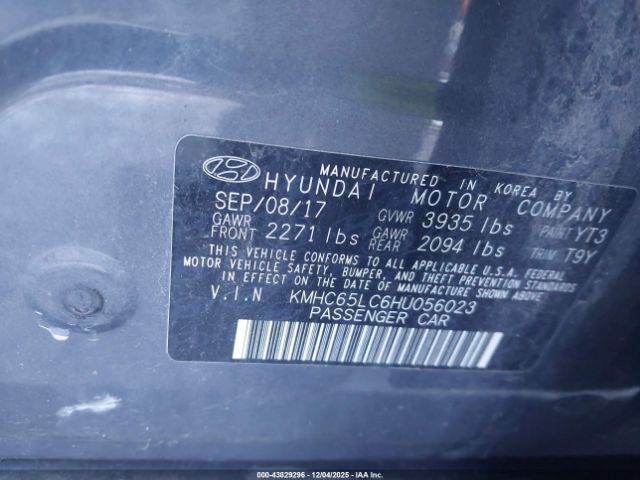 MANUFACTURED IN KOREA BY
HYUNDAI MOTOR COMPANY
SEP/08/17 GVWR 3935 lbs PAINT YT3
GAWR FRONT 2271 lbs GAWR REAR 2094 lbs TRIM T9Y
THIS VEHICLE CONFORMS TO ALL APPLICABLE U.S.A. FEDERAL
MOTOR VEHICLE SAFETY, BUMPER, AND THEFT PREVENTION STANDARDS
IN EFFECT ON THE DATE OF MANUFACTURE SHOWN ABOVE.
V.I.N KMHC65LC6HU056023
PASSENGER CAR
000-43829296 - 12/04/2025 - IAA, Inc.